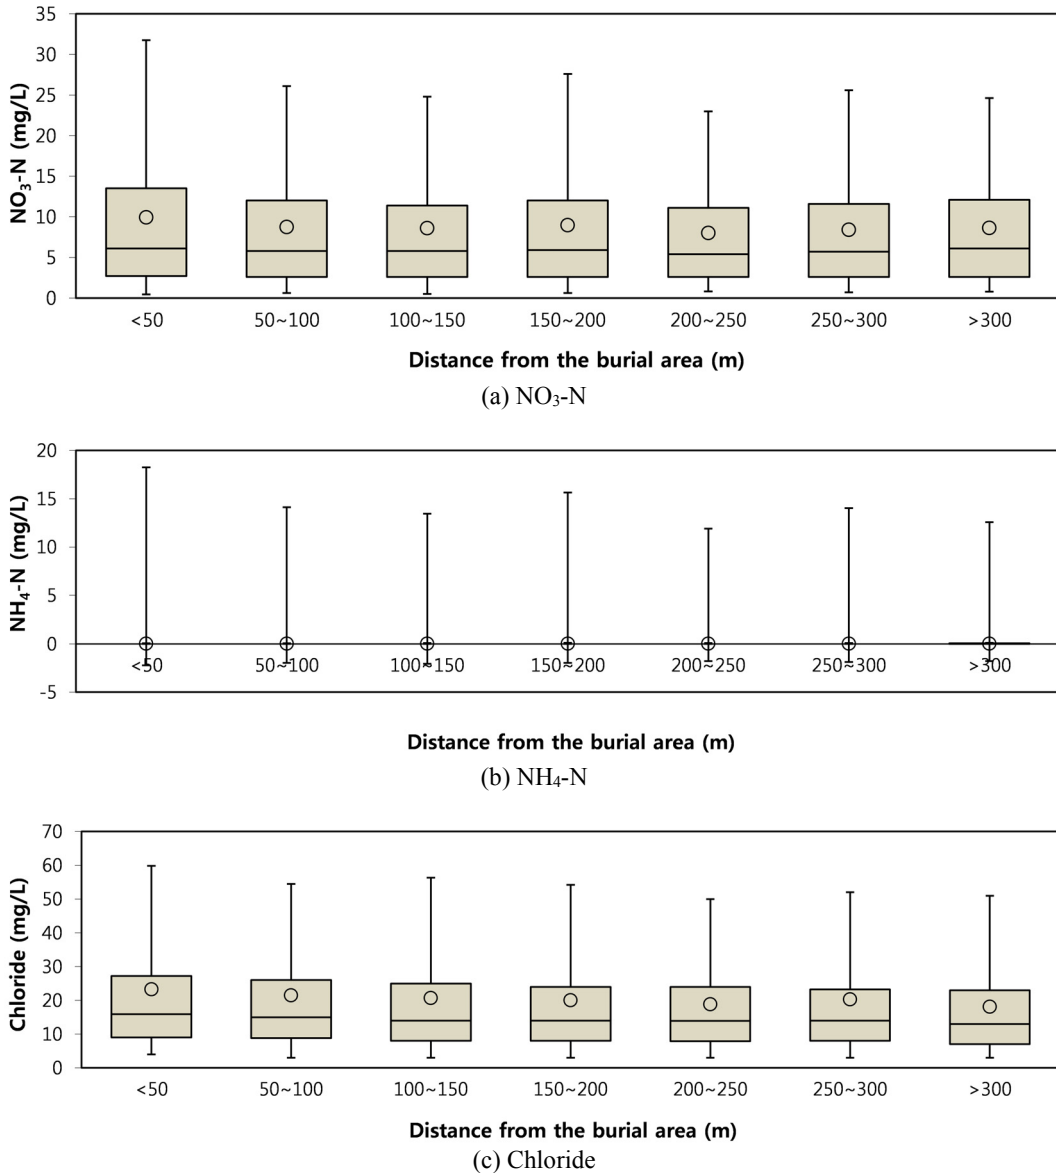 35
30
25
20
15
10
5
0
NO₃-N (mg/L)
<50 50~100 100~150 150~200 200~250 250~300 >300
Distance from the burial area (m)
(a) NO₃-N
20
15
10
5
0
-5
NH₄-N (mg/L)
<50 50~100 100~150 150~200 200~250 250~300 >300
Distance from the burial area (m)
(b) NH₄-N
70
60
50
40
30
20
10
0
Chloride (mg/L)
<50 50~100 100~150 150~200 200~250 250~300 >300
Distance from the burial area (m)
(c) Chloride